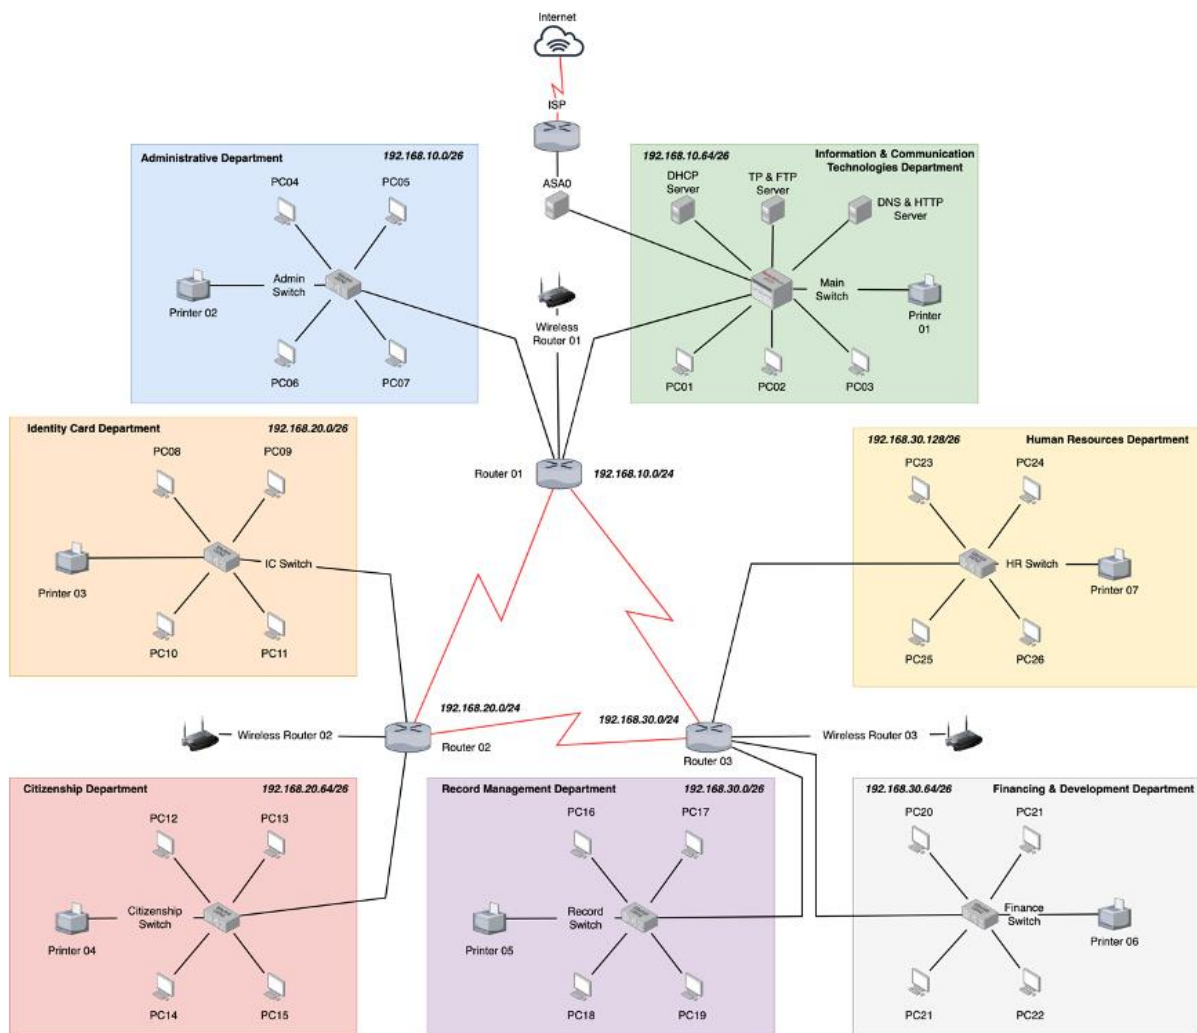 Internet
ISP
Administrative Department
192.168.10.0/26
PC04
PC05
Admin
Switch
Printer 02
PC06
PC07
ASA0
192.168.10.64/26
Information & Communication
Technologies Department
DHCP
Server
TP & FTP
Server
DNS & HTTP
Server
Main
Switch
Printer
01
PC01
PC02
PC03
Wireless
Router 01
Router 01
192.168.10.0/24
Identity Card Department
192.168.20.0/26
PC08
PC09
IC Switch
Printer 03
PC10
PC11
192.168.30.128/26
Human Resources Department
PC23
PC24
HR Switch
Printer 07
PC25
PC26
192.168.20.0/24
192.168.30.0/24
Wireless Router 02
Router 02
Router 03
Wireless Router 03
Citizenship Department
192.168.20.64/26
PC12
PC13
Citizenship
Switch
Printer 04
PC14
PC15
Record Management Department
192.168.30.0/26
PC16
PC17
Record
Switch
Printer 05
PC18
PC19
192.168.30.64/26
Financing & Development Department
PC20
PC21
Finance
Switch
Printer 06
PC21
PC22